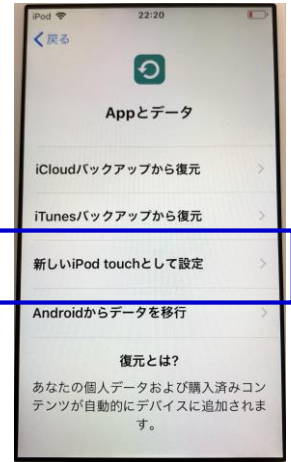 iPod 22:20
戻る
Appとデータ
iCloudバックアップから復元
iTunesバックアップから復元
新しいiPod touchとして設定
Androidからデータを移行
復元とは?
あなたの個人データおよび購入済みコン
テンツが自動的にデバイスに追加されま
す。